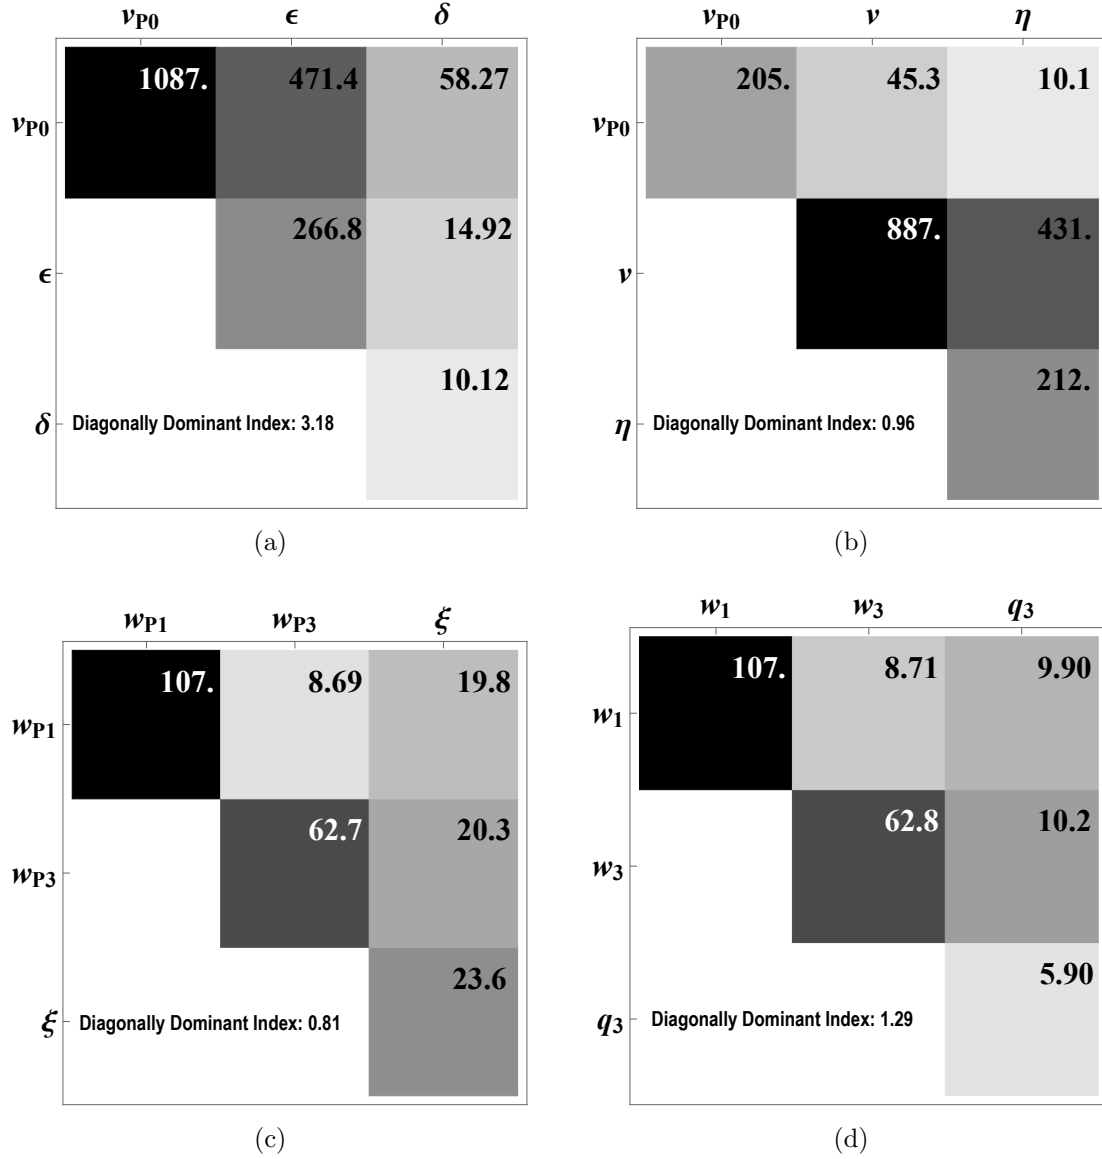 v_P0 ϵ δ
v_P0 1087. 471.4 58.27
ϵ 266.8 14.92
10.12
δ Diagonally Dominant Index: 3.18
(a)
v_P0 v η
v_P0 205. 45.3 10.1
v 887. 431.
212.
η Diagonally Dominant Index: 0.96
(b)
w_P1 w_P3 ξ
w_P1 107. 8.69 19.8
w_P3 62.7 20.3
23.6
ξ Diagonally Dominant Index: 0.81
(c)
w_1 w_3 q_3
w_1 107. 8.71 9.90
w_3 62.8 10.2
5.90
q_3 Diagonally Dominant Index: 1.29
(d)